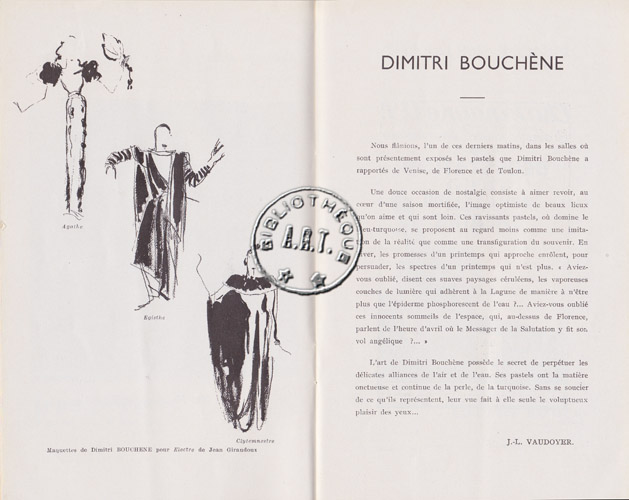 Agathe
Egisthe
Clytemnestre
Maquettes de Dimitri BOUCHENE pour Electre de Jean Giraudoux
BIBLIOTHÈQUE
A.R.T.
DIMITRI BOUCHÈNE
Nous flânions, l'un de ces derniers matins, dans les salles où
sont présentement exposés les pastels que Dimitri Bouchène a
rapportés de Venise, de Florence et de Toulon.
Une douce occasion de nostalgie consiste à aimer revoir, au
cœur d'une saison mortifiée, l'image optimiste de beaux lieux
qu'on aime et qui sont loin. Ces ravissants pastels, où domine le
bleu-turquoise, se proposent au regard moins comme une imita-
tion de la réalité que comme une transfiguration du souvenir. En
hiver, les promesses d'un printemps qui approche enrôlent, pour
persuader, les spectres d'un printemps qui n'est plus. « Aviez-
vous oublié, disent ces suaves paysages céruléens, les vaporeuses
couches de lumière qui adhèrent à la Lagune de manière à n'être
plus que l'épiderme phosphorescent de l'eau ?... Aviez-vous oublié
ces innocents sommeils de l'espace, qui, au-dessus de Florence,
parlent de l'heure d'avril où le Messager de la Salutation y fit son
vol angélique ?... »
L'art de Dimitri Bouchène possède le secret de perpétuer les
délicates alliances de l'air et de l'eau. Ses pastels ont la matière
onctueuse et continue de la perle, de la turquoise. Sans se soucier
de ce qu'ils représentent, leur vue fait à elle seule le voluptueux
plaisir des yeux...
J.-L. VAUDOYER.